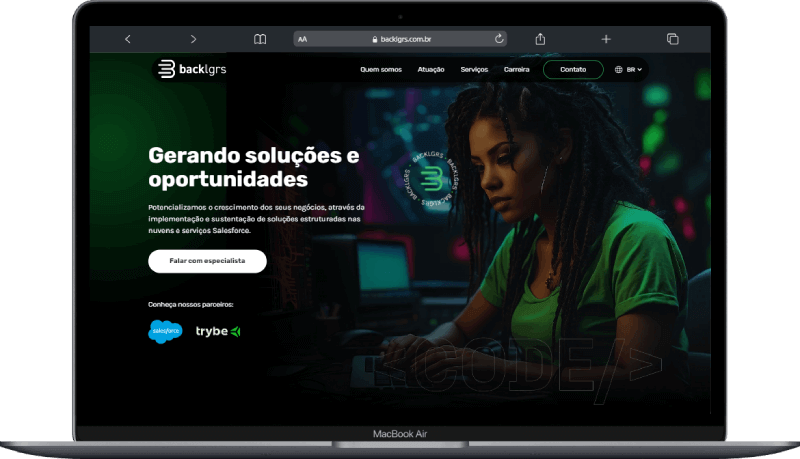 AA backlgrs.com.br
backlgrs
Quem somos Atuação Serviços Carreira Contato BR
Gerando soluções e
oportunidades
Potencializamos o crescimento dos seus negócios, através da
implementação e sustentação de soluções estruturadas nas
nuvens e serviços Salesforce.
Falar com especialista
BACKLGRS · BACKLGRS · BACKLGRS ·
Conheça nossos parceiros:
salesforce trybe
<CODE/>
MacBook Air